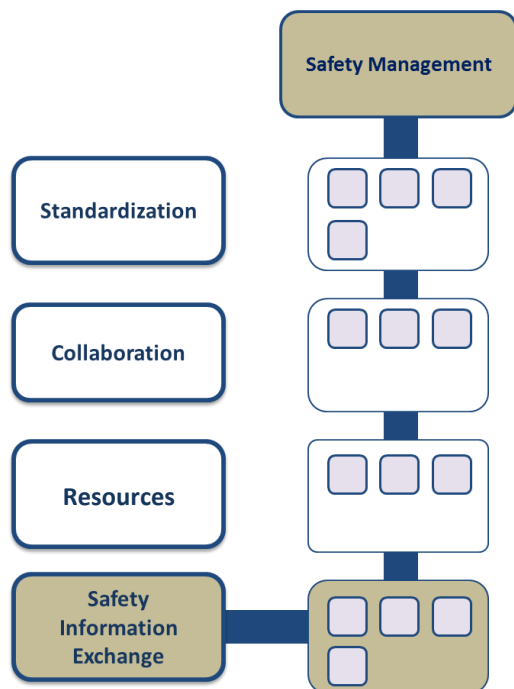 Safety Management
Standardization
Collaboration
Resources
Safety
Information
Exchange